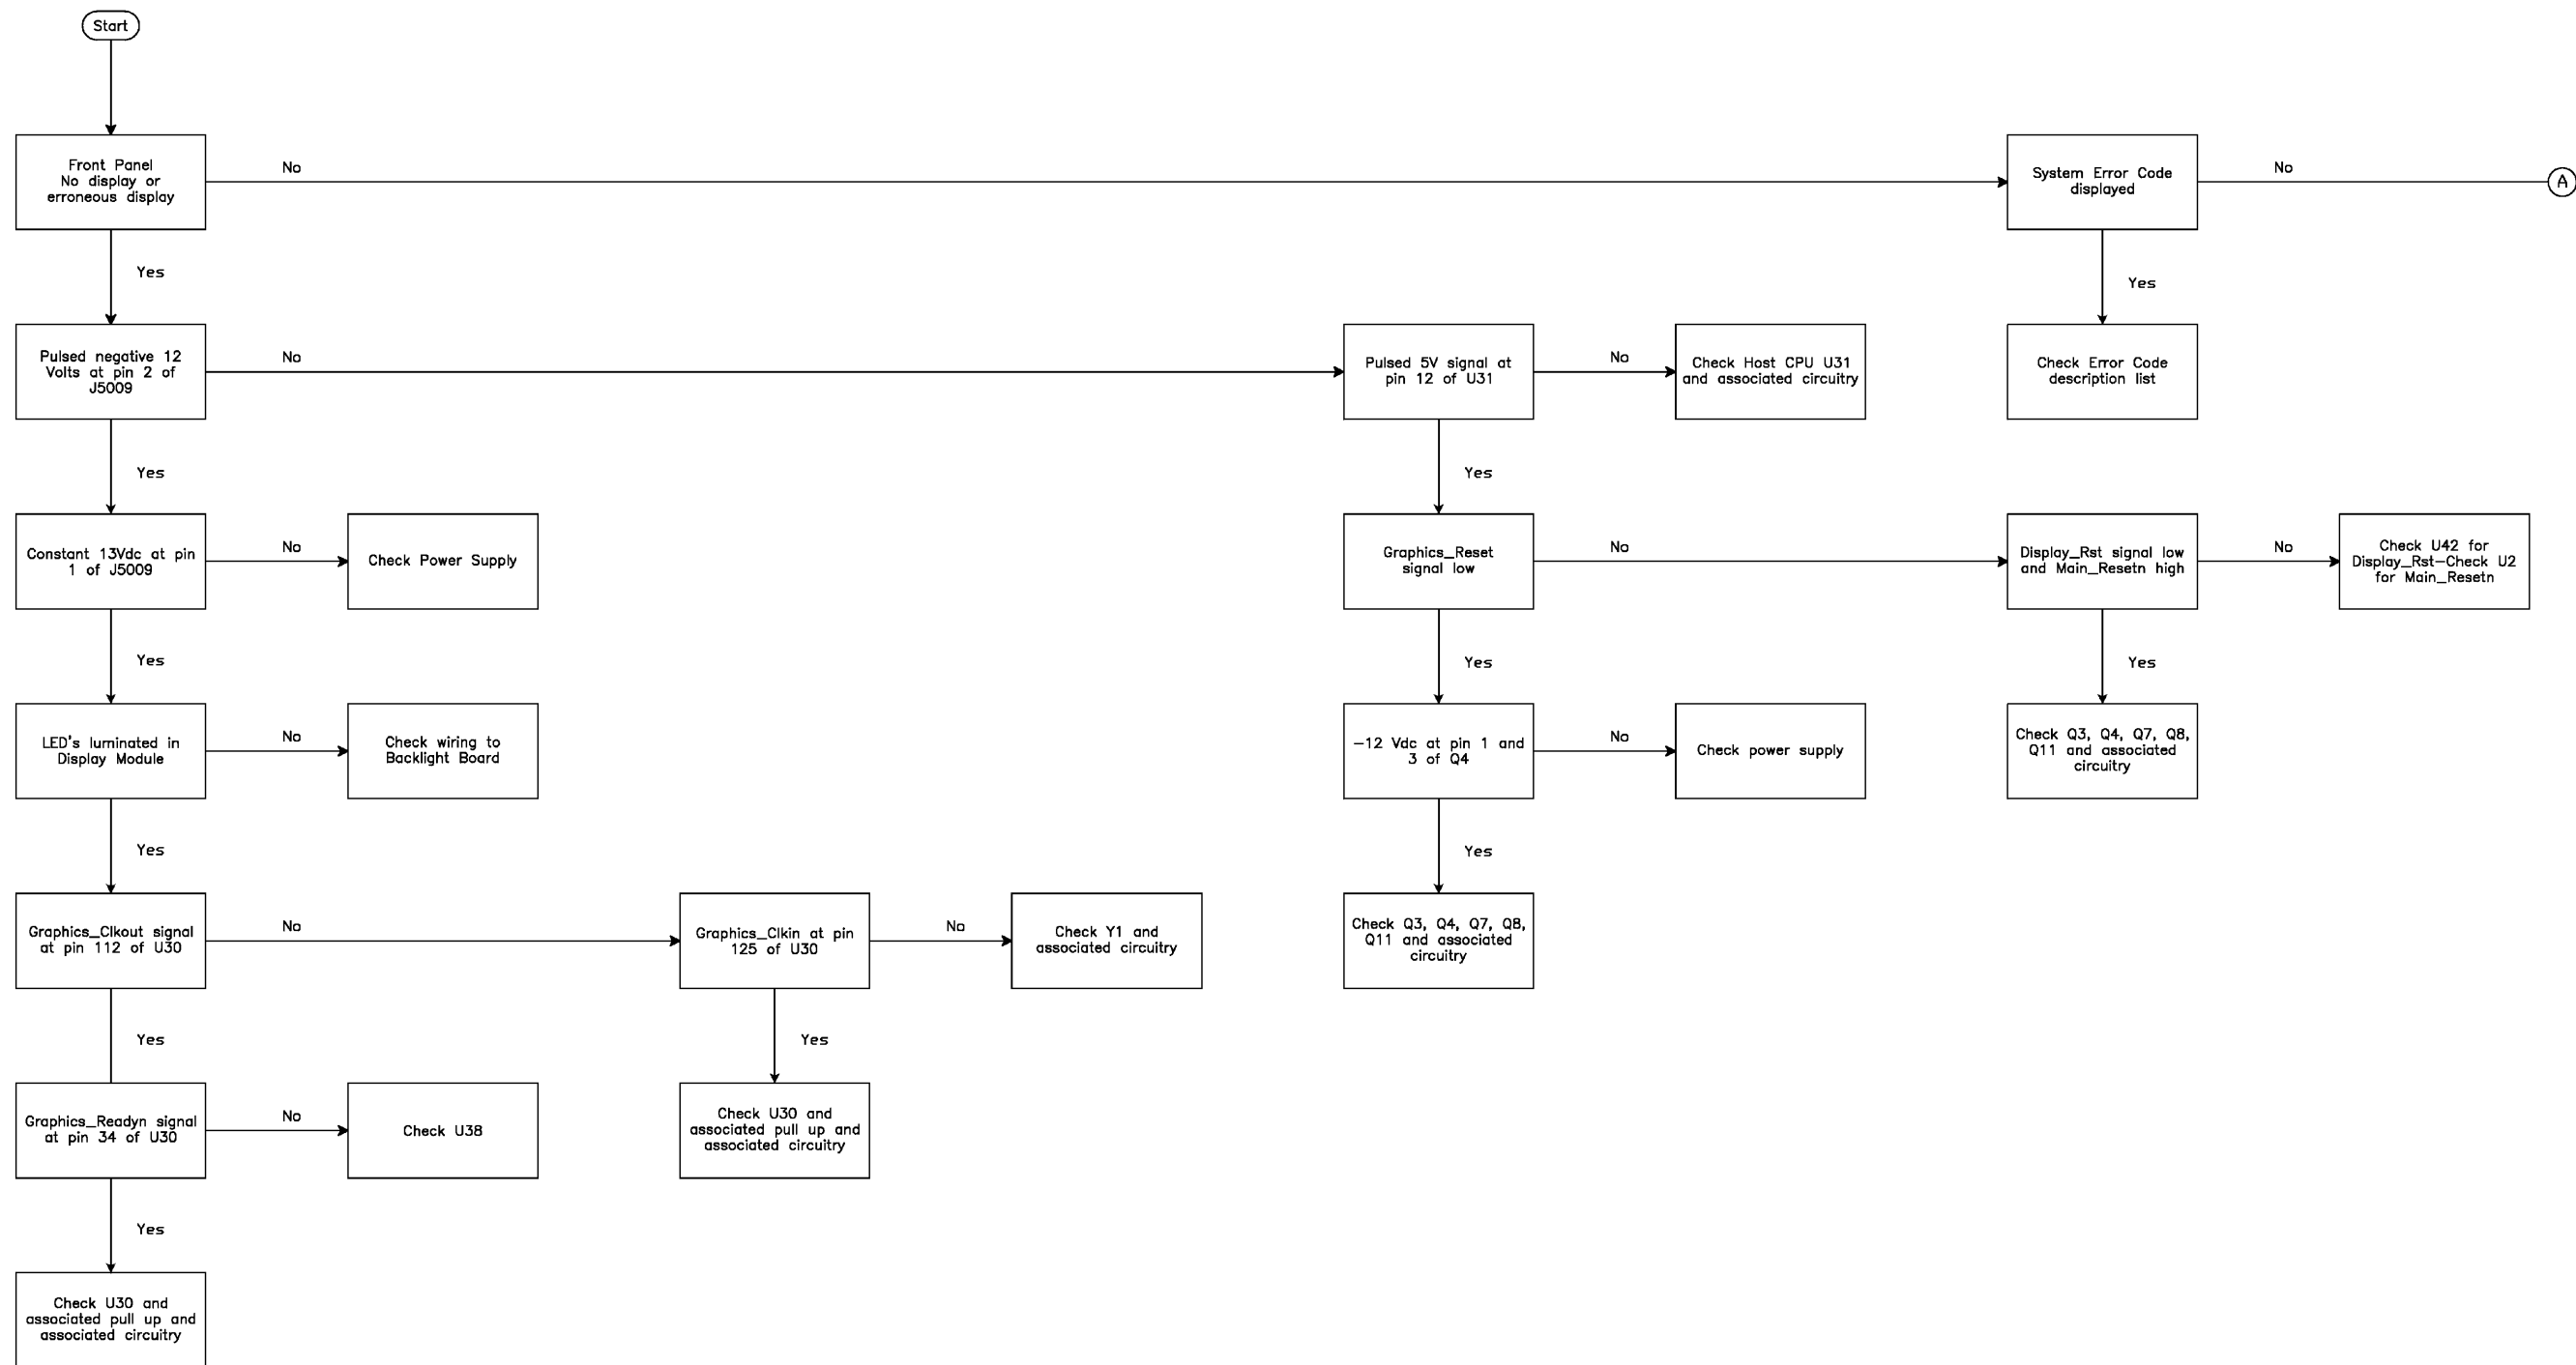 Start
Front Panel
No display or
erroneous display
No
System Error Code
displayed
No
A
Yes
Yes
Pulsed negative 12
Volts at pin 2 of
J5009
No
Pulsed 5V signal at
pin 12 of U31
No
Check Host CPU U31
and associated circuitry
Check Error Code
description list
Yes
Yes
Constant 13Vdc at pin
1 of J5009
No
Check Power Supply
Graphics_Reset
signal low
No
Display_Rst signal low
and Main_Resetn high
No
Check U42 for
Display_Rst-Check U2
for Main_Resetn
Yes
Yes
Yes
LED's luminated in
Display Module
No
Check wiring to
Backlight Board
-12 Vdc at pin 1 and
3 of Q4
No
Check power supply
Check Q3, Q4, Q7, Q8,
Q11 and associated
circuitry
Yes
Yes
Graphics_Clkout signal
at pin 112 of U30
No
Graphics_Clkin at pin
125 of U30
No
Check Y1 and
associated circuitry
Check Q3, Q4, Q7, Q8,
Q11 and associated
circuitry
Yes
Yes
Graphics_Readyn signal
at pin 34 of U30
No
Check U38
Check U30 and
associated pull up and
associated circuitry
Yes
Check U30 and
associated pull up and
associated circuitry